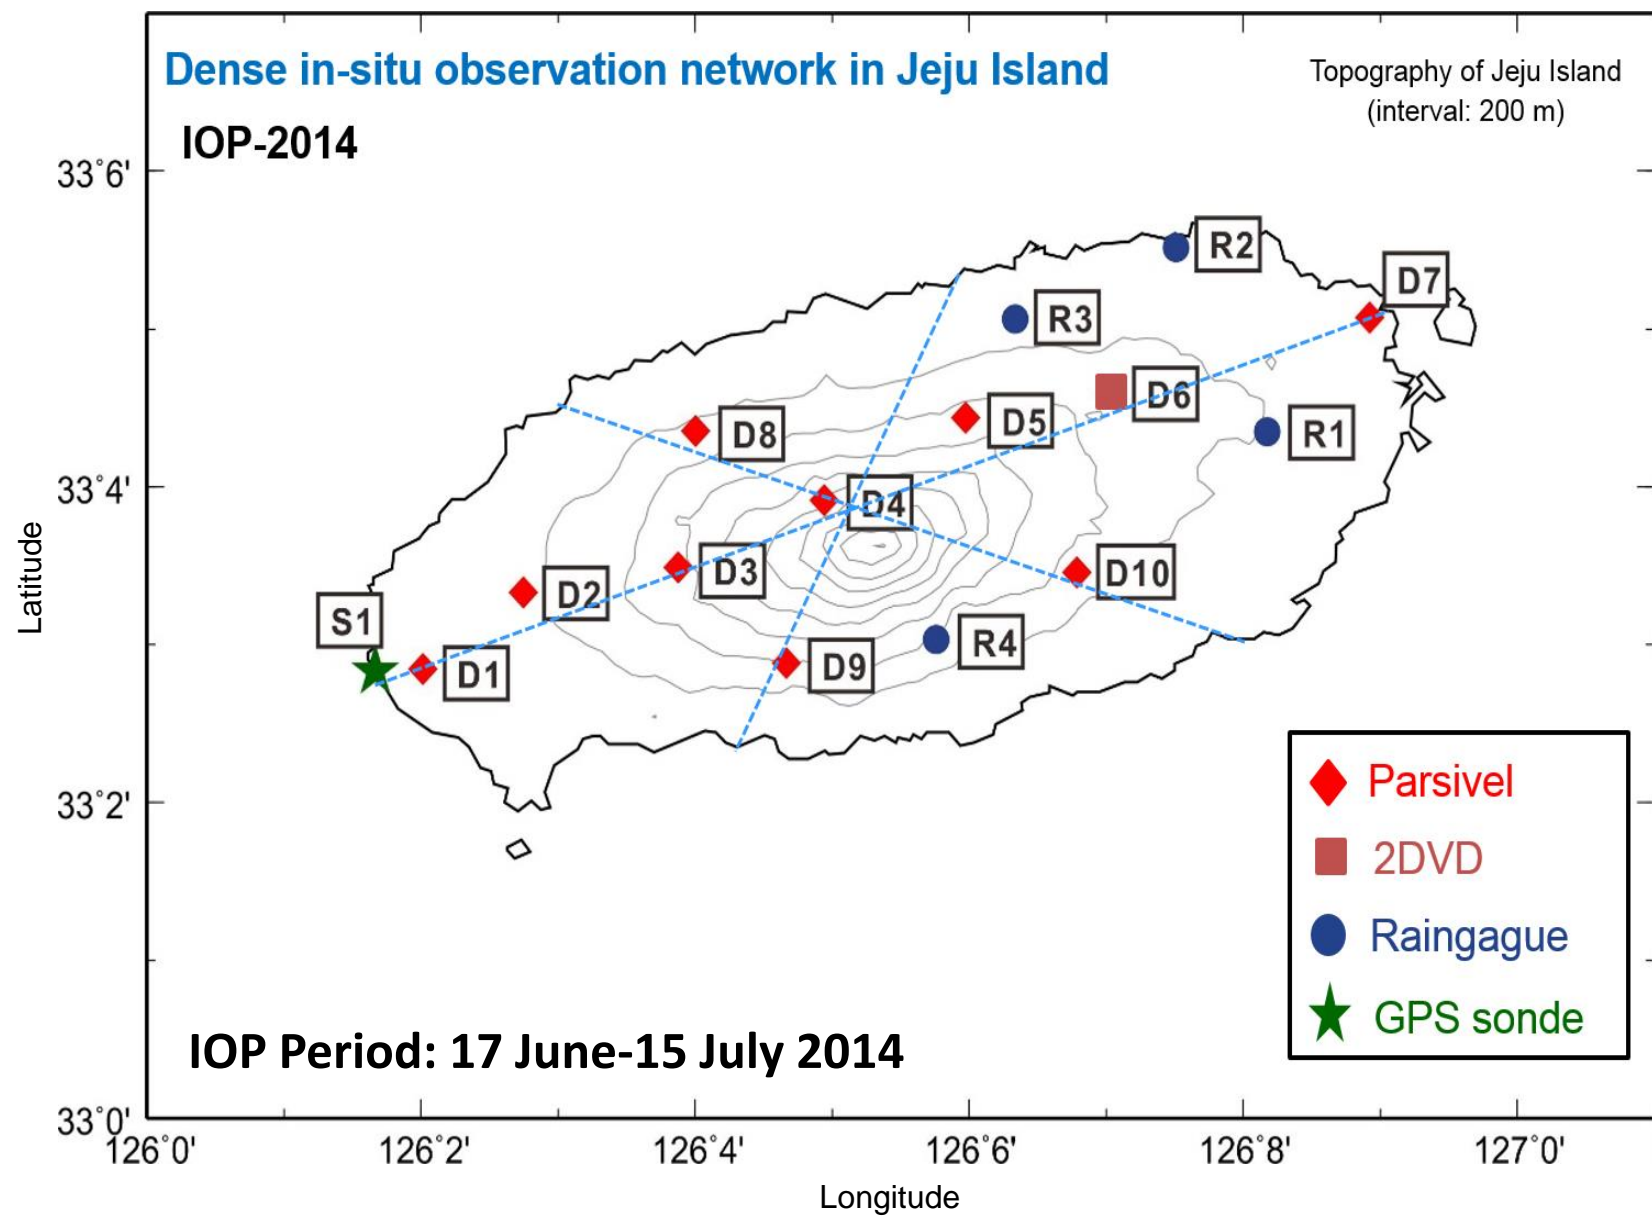 Dense in-situ observation network in Jeju Island
Topography of Jeju Island
(interval: 200 m)
IOP-2014
33°6'
33°4'
33°2'
33°0'
Latitude
R2
D7
R3
D6
R1
D5
D8
D4
D3
D10
D2
S1
R4
D9
D1
Parsivel
2DVD
Raingague
GPS sonde
IOP Period: 17 June-15 July 2014
126°0'
126°2'
126°4'
126°6'
126°8'
127°0'
Longitude